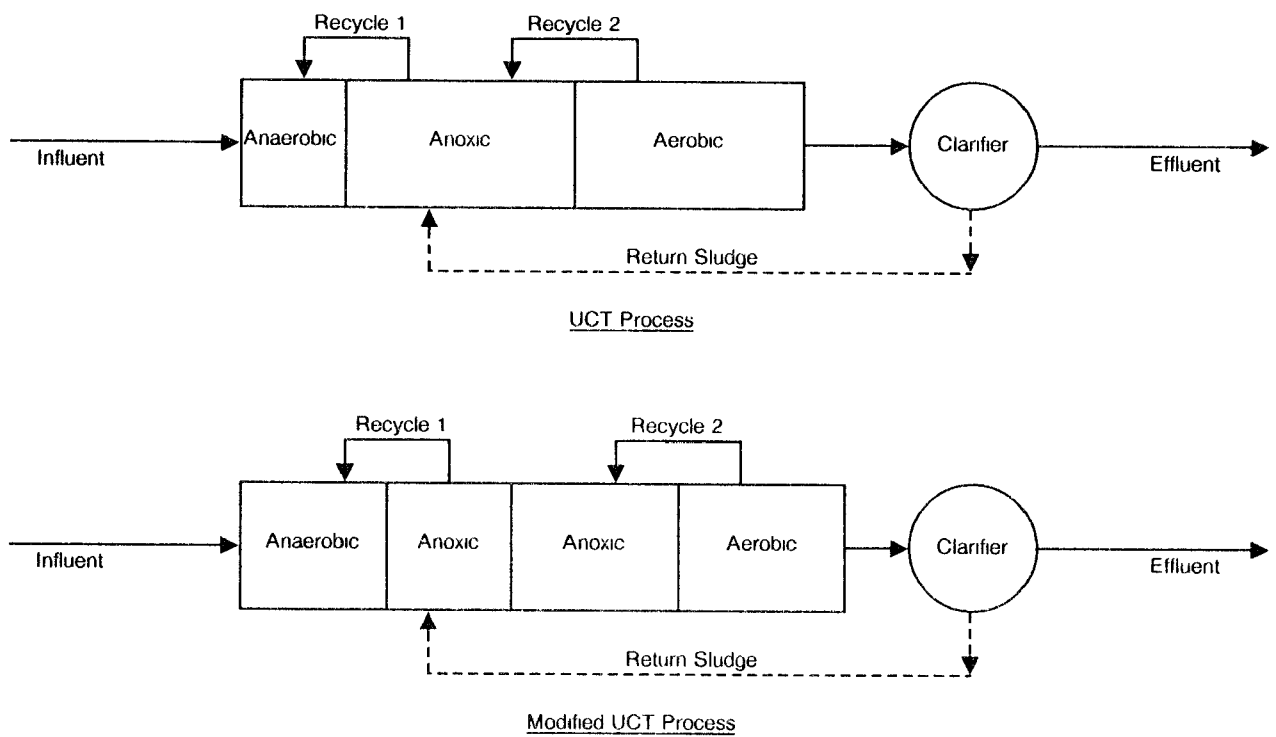 Recycle 1
Recycle 2
Anaerobic
Anoxic
Aerobic
Clarifier
Influent
Effluent
Return Sludge
UCT Process
Recycle 1
Recycle 2
Anaerobic
Anoxic
Anoxic
Aerobic
Clarifier
Influent
Effluent
Return Sludge
Modified UCT Process